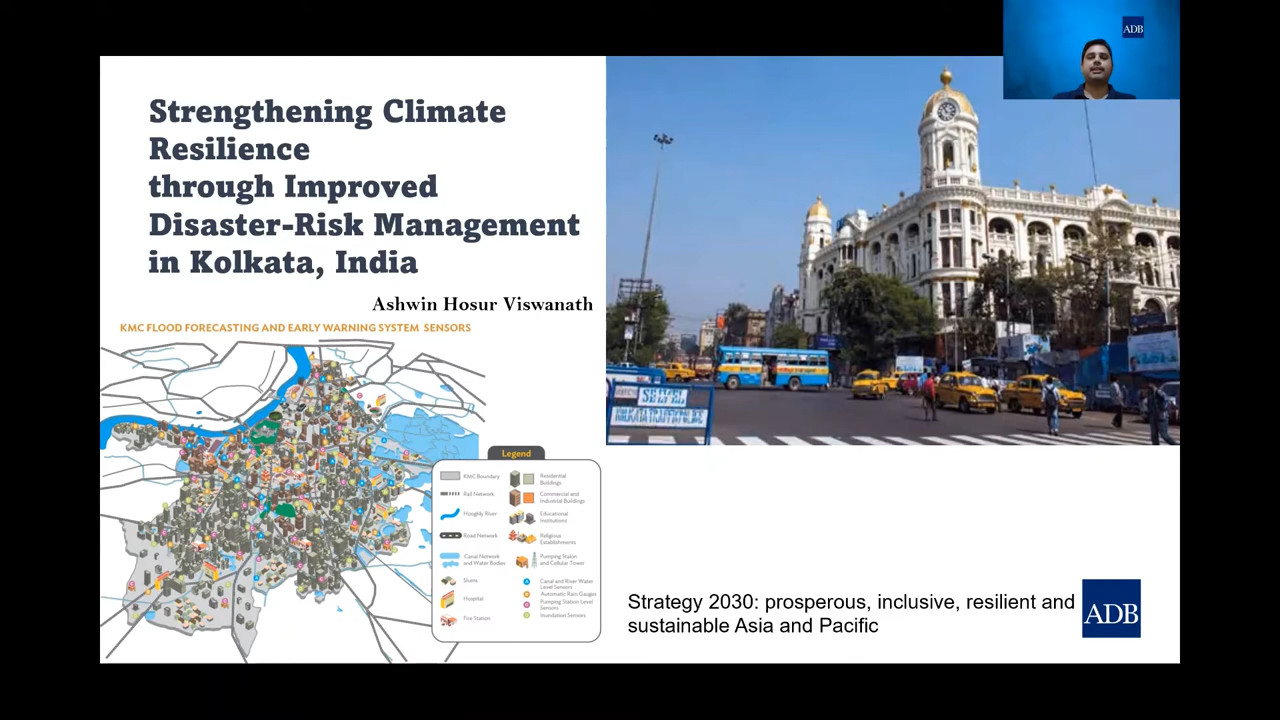 ADB
Strengthening Climate
Resilience
through Improved
Disaster-Risk Management
in Kolkata, India
Ashwin Hosur Viswanath
KMC FLOOD FORECASTING AND EARLY WARNING SYSTEM SENSORS
Legend
KMC Boundary
Rail Network
Hooghly River
Road Network
Canal Network
and Water Bodies
Slums
Hospital
Fire Station
Residential
Buildings
Commercial and
Industrial Buildings
Educational
Institutions
Religious
Establishments
Pumping Staion
and Cellular Tower
Canal and River Water
Level Sensors
Automatic Rain Gauges
Pumping Station Level
Sensors
Inundation Sensors
Strategy 2030: prosperous, inclusive, resilient and
sustainable Asia and Pacific
ADB